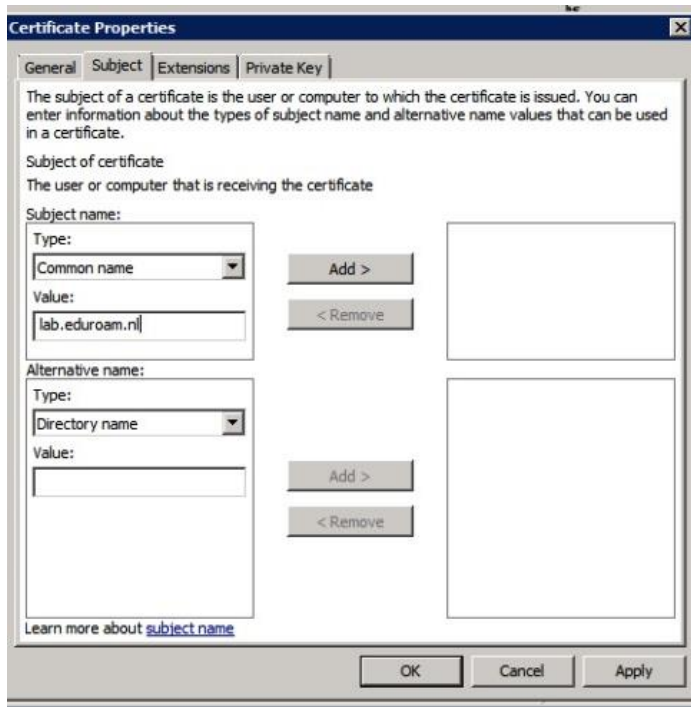 Certificate Properties
General Subject Extensions Private Key
The subject of a certificate is the user or computer to which the certificate is issued. You can
enter information about the types of subject name and alternative name values that can be used
in a certificate.
Subject of certificate
The user or computer that is receiving the certificate
Subject name:
Type:
Common name
Add >
Value:
< Remove
lab.eduroam.nl
Alternative name:
Type:
Directory name
Value:
Add >
< Remove
Learn more about subject name
OK Cancel Apply